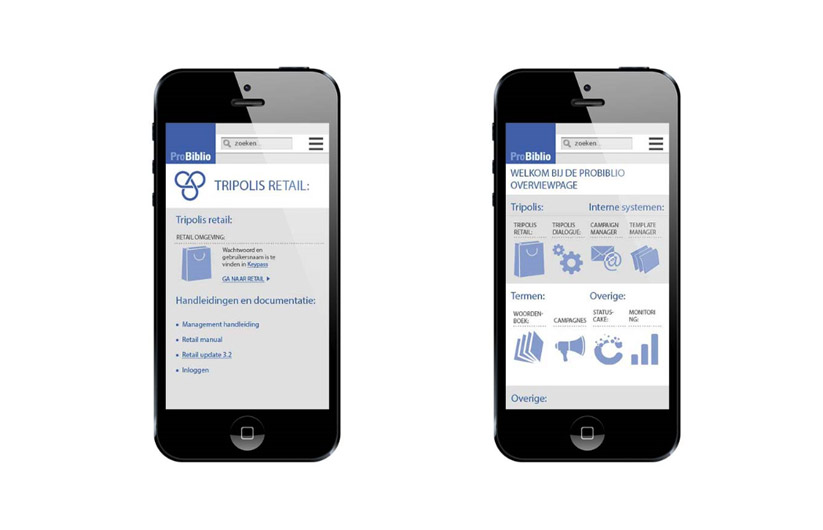 ProBiblio
zoeken...
TRIPOLIS RETAIL:
Tripolis retail:
RETAIL OMGEVING:
Wachtwoord en
gebruikersnaam is te
vinden in Keypass
GA NAAR RETAIL
Handleidingen en documentatie:
• Management handleiding
• Retail manual
• Retail update 3.2
• Inloggen
ProBiblio
zoeken...
WELKOM BIJ DE PROBIBLIO
OVERVIEWPAGE
Tripolis: Interne systemen:
TRIPOLIS
RETAIL:
TRIPOLIS
DIALOGUE:
CAMPAIGN
MANAGER
TEMPLATE
MANAGER
Termen: Overige:
WOORDEN-
BOEK:
CAMPAGNES
STATUS-
CAKE:
MONITORI
NG:
Overige: